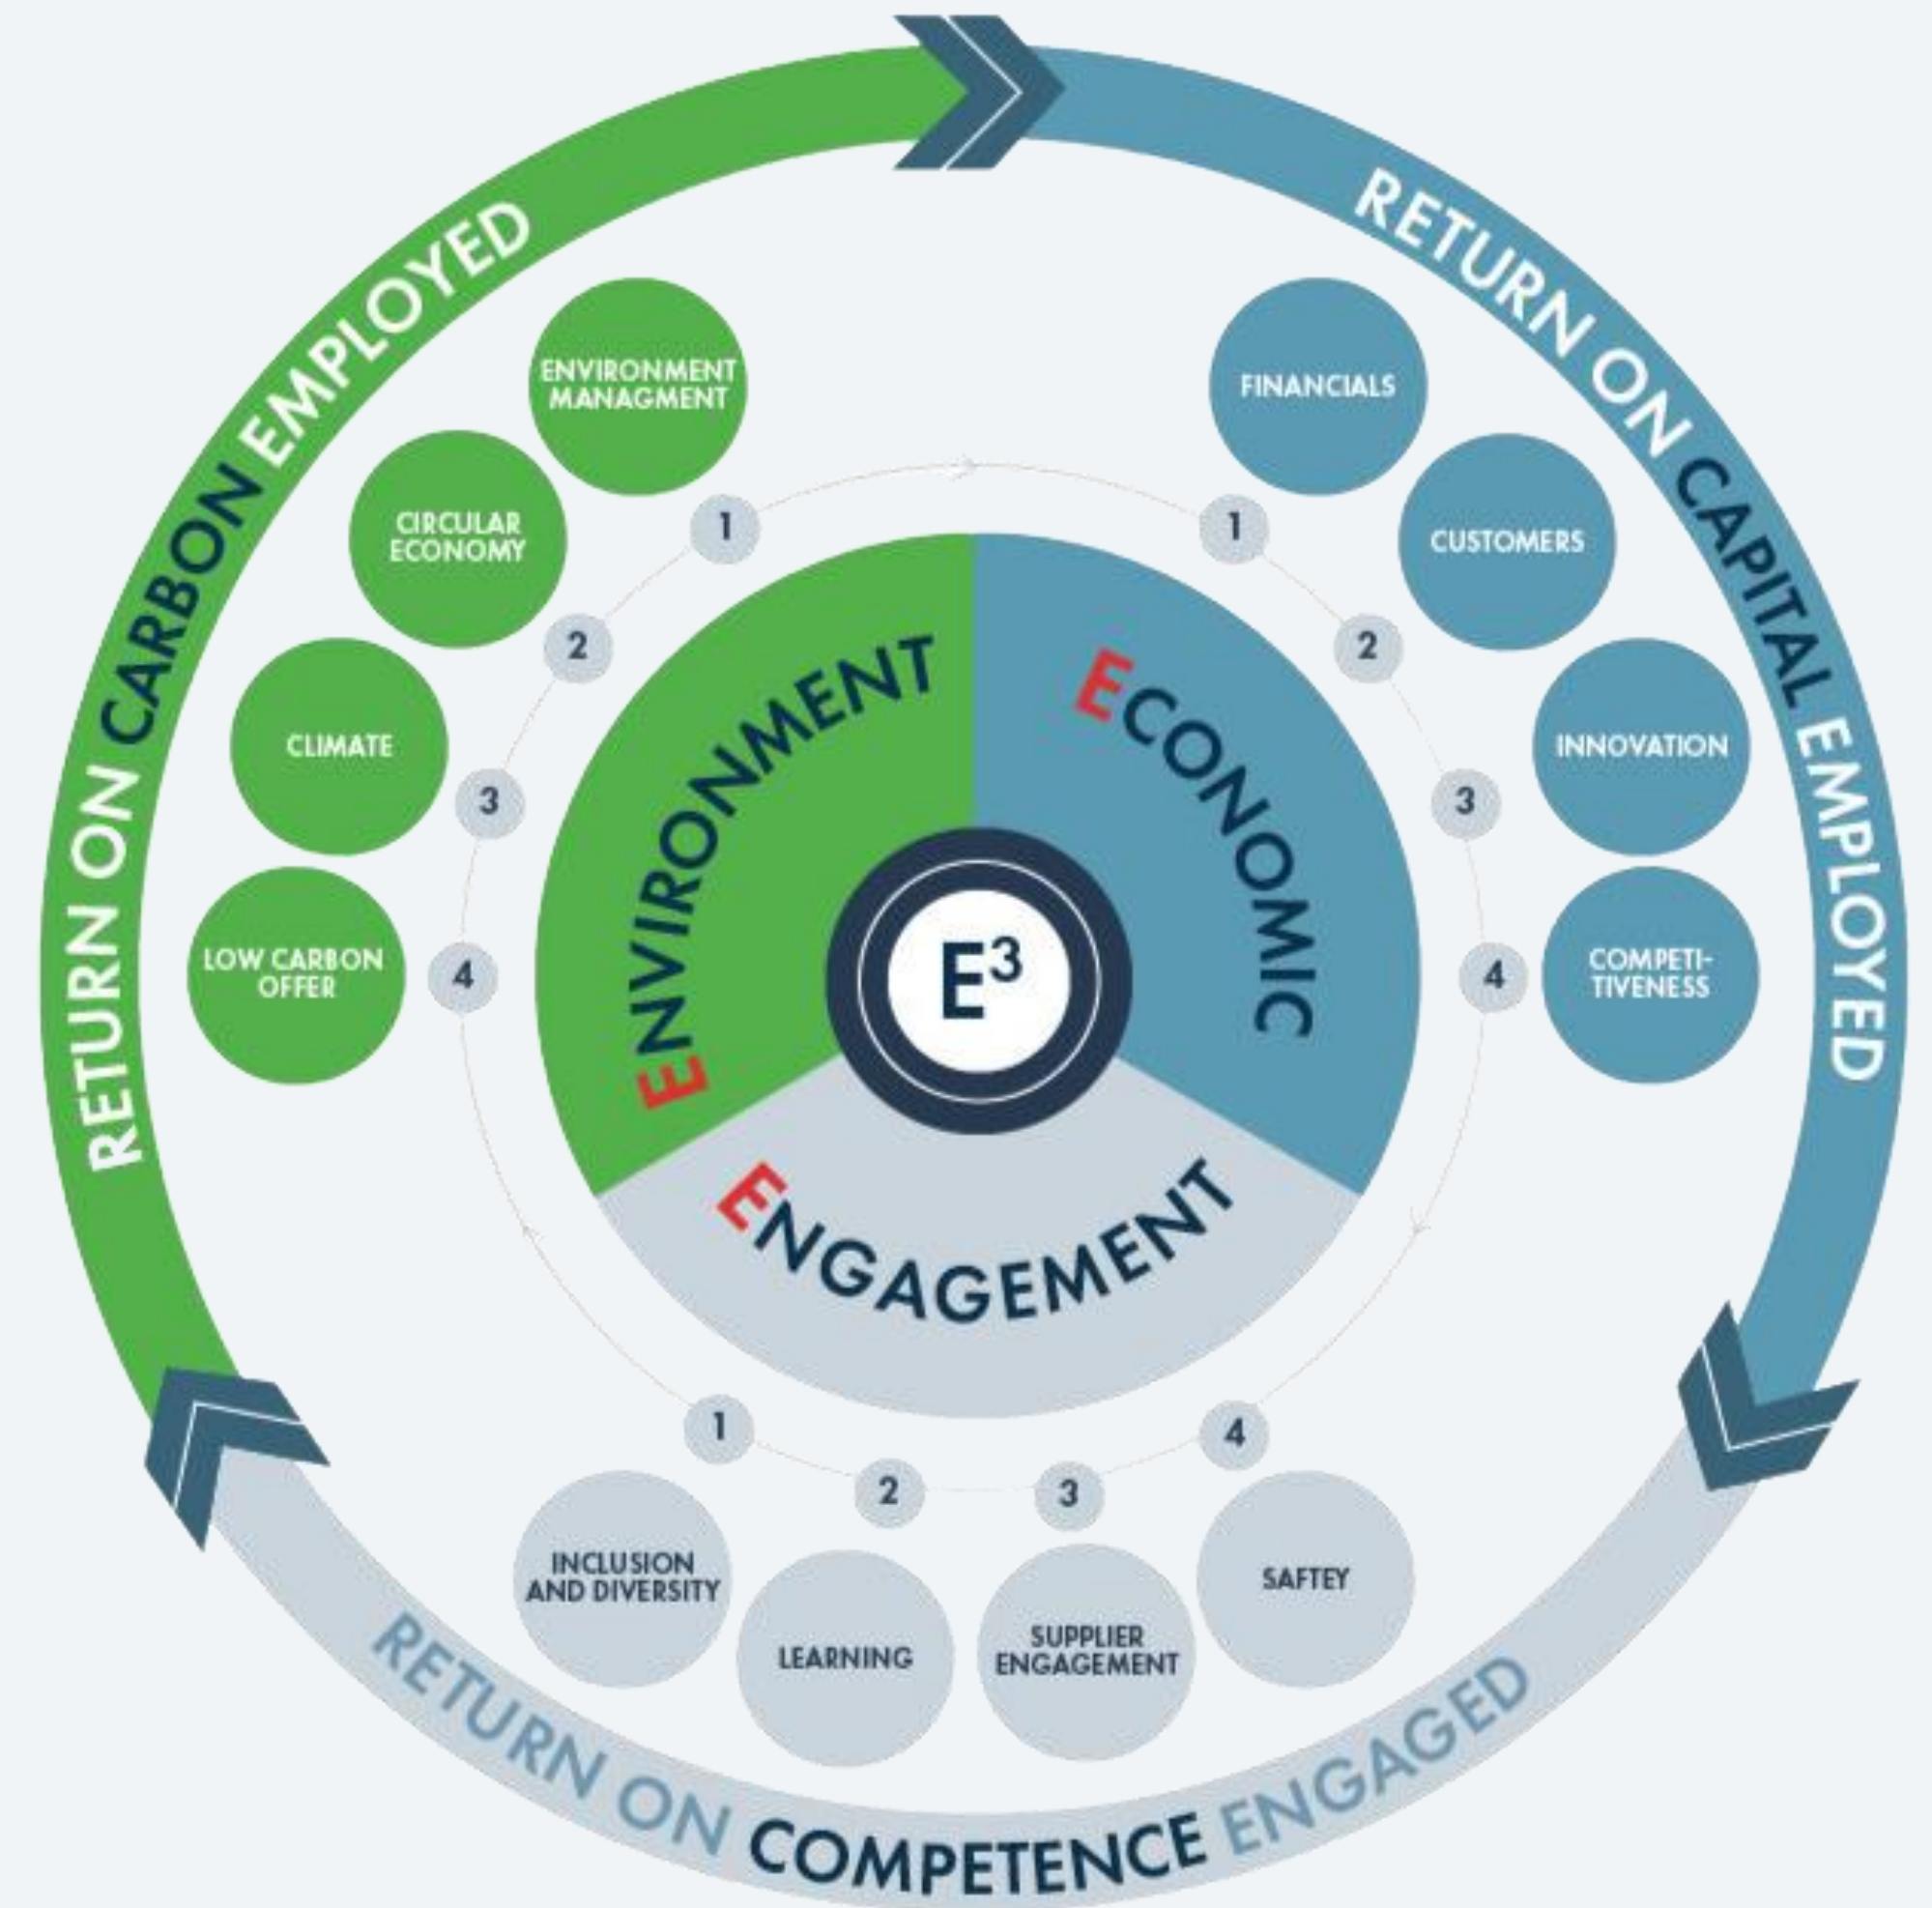 RETURN ON CARBON EMPLOYED
RETURN ON CAPITAL EMPLOYED
ENVIRONMENT
MANAGMENT
CIRCULAR
ECONOMY
CLIMATE
LOW CARBON
OFFER
1
2
3
4
FINANCIALS
CUSTOMERS
INNOVATION
COMPETI-
TIVENESS
1
2
3
4
ENVIRONMENT
ECONOMIC
E³
ENGAGEMENT
1
2
3
4
INCLUSION
AND DIVERSITY
LEARNING
SUPPLIER
ENGAGEMENT
SAFTEY
RETURN ON COMPETENCE ENGAGED